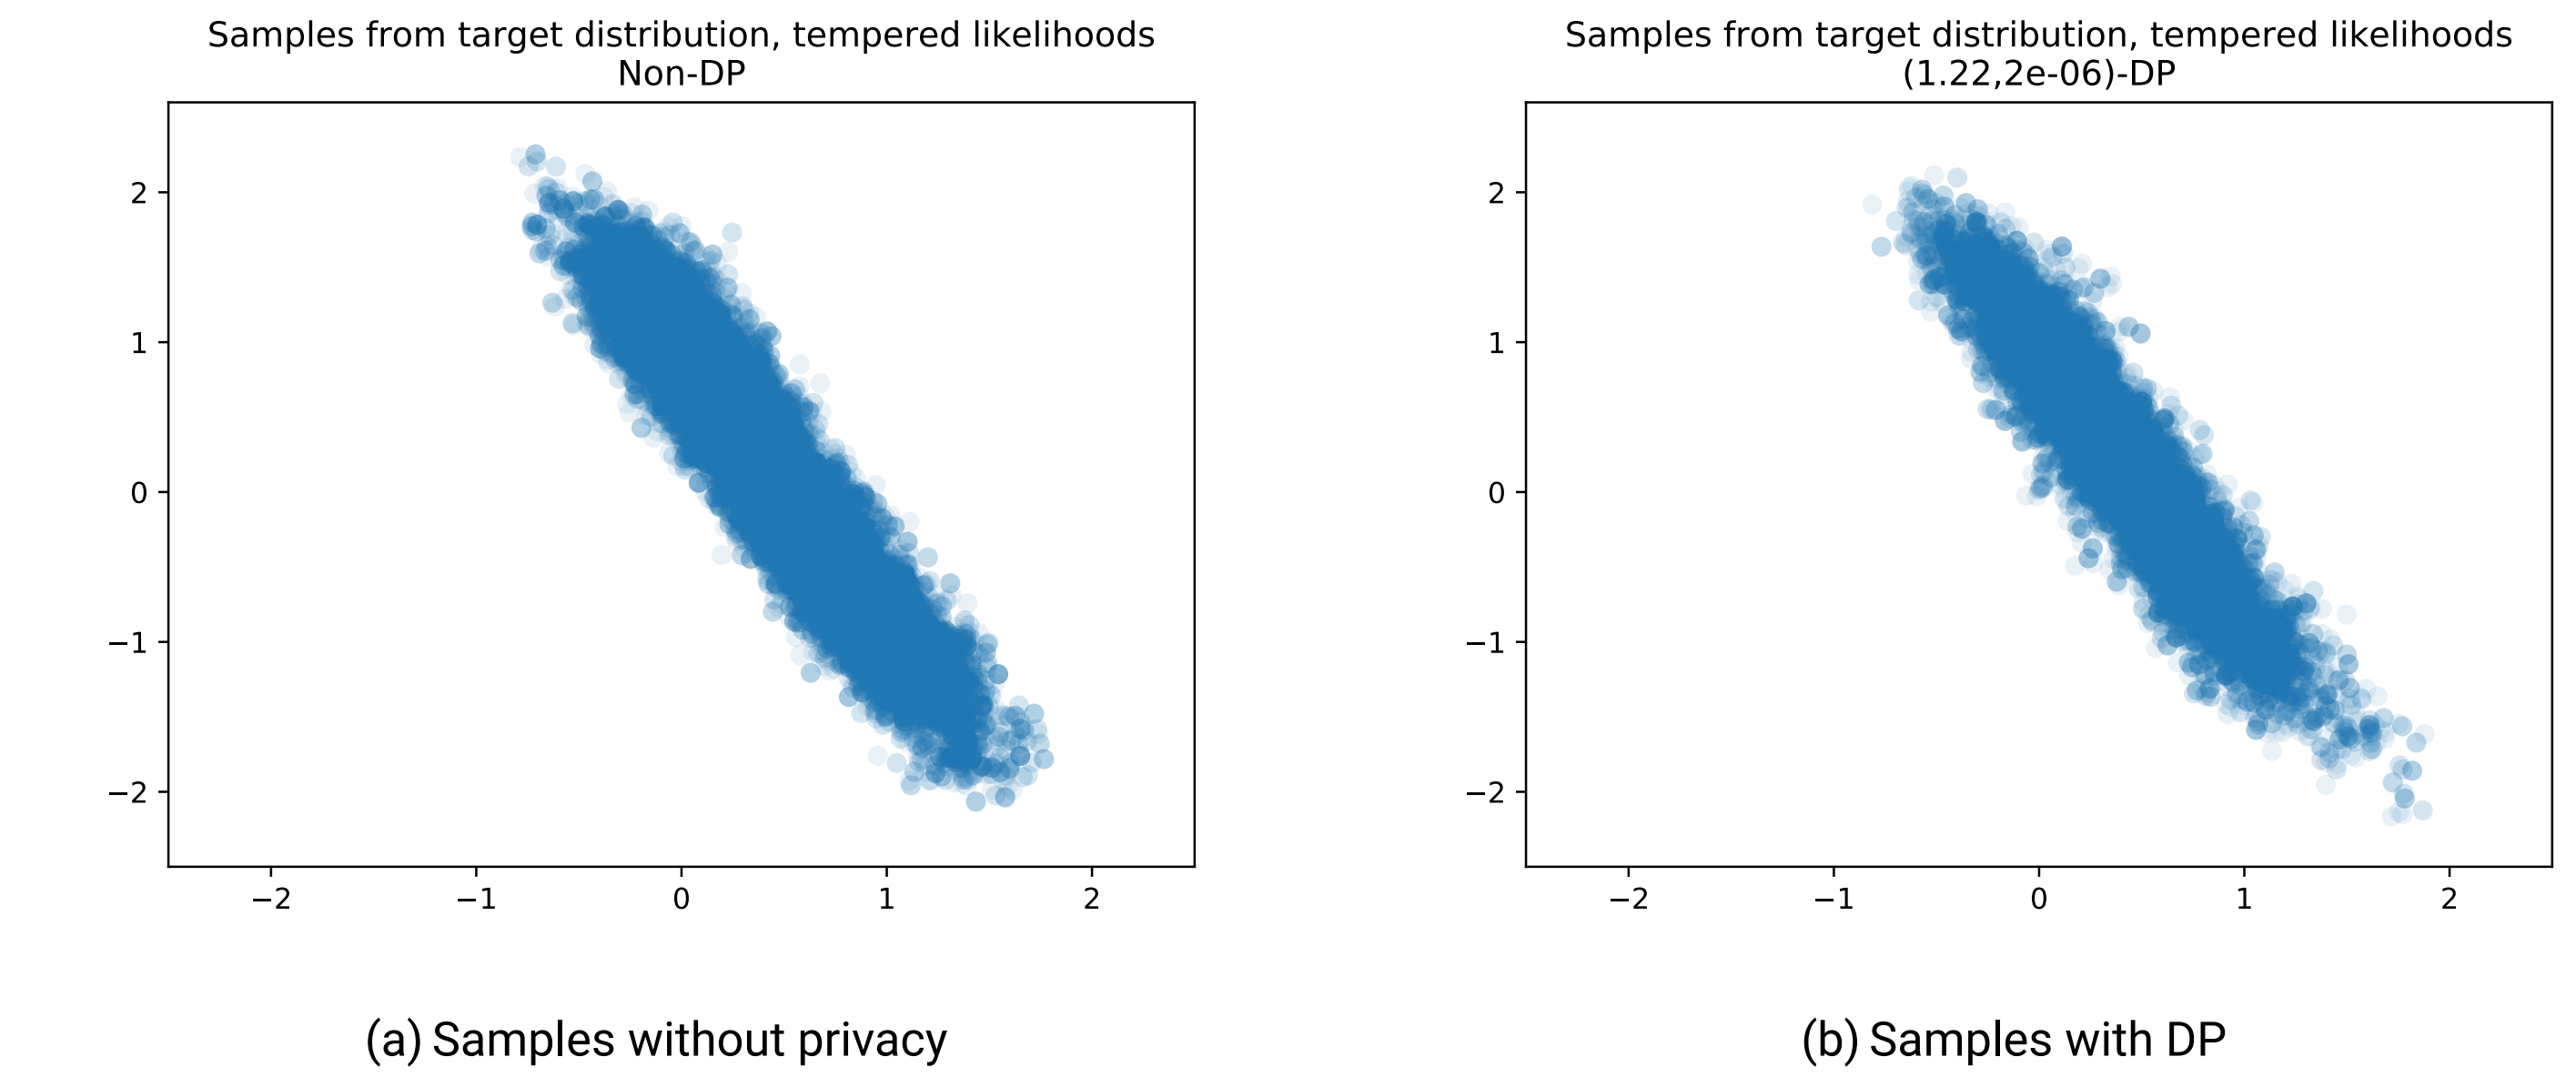 Samples from target distribution, tempered likelihoods
Non-DP
2
1
0
−1
−2
−2 −1 0 1 2
(a) Samples without privacy
Samples from target distribution, tempered likelihoods
(1.22,2e-06)-DP
2
1
0
−1
−2
−2 −1 0 1 2
(b) Samples with DP